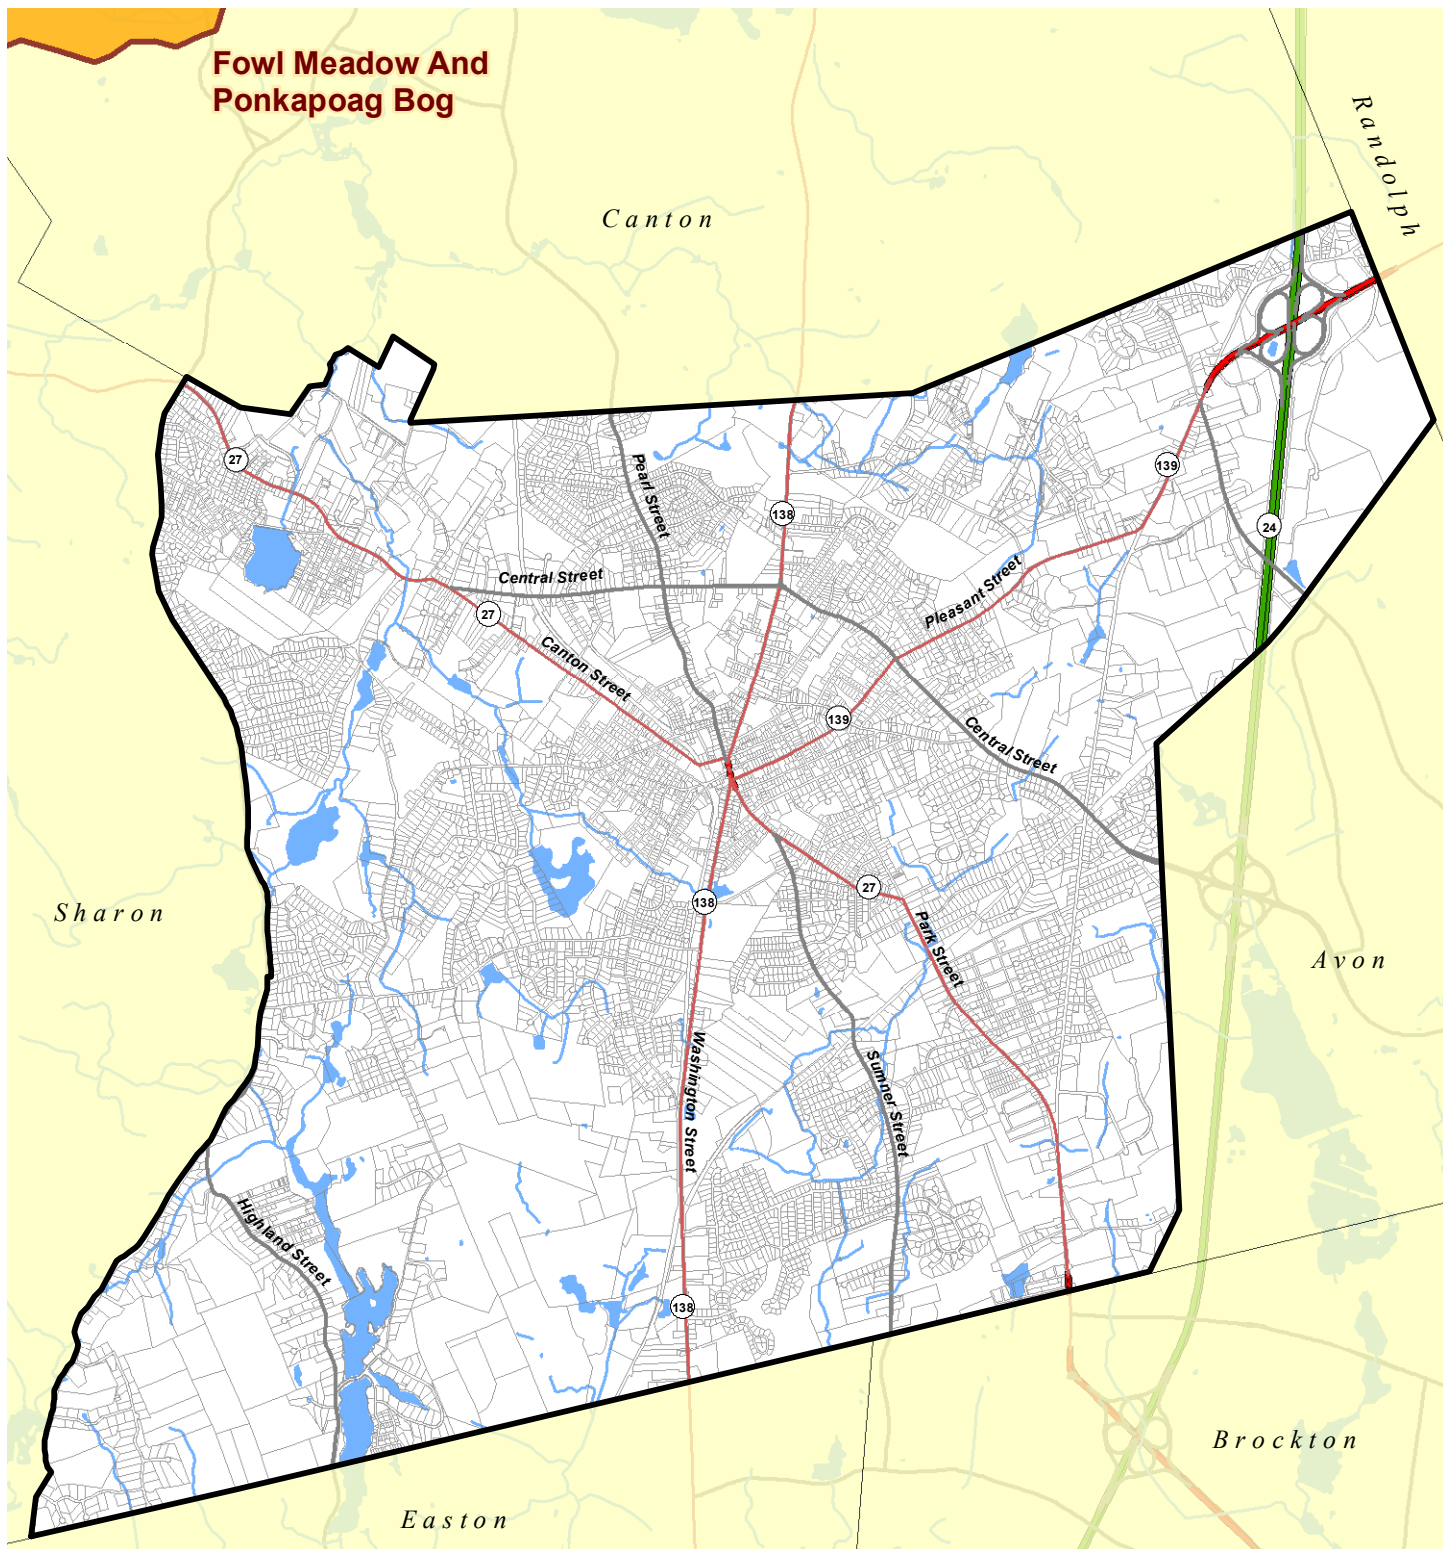 Fowl Meadow And
Ponkapoag Bog
Randolph
Canton
27
Pearl Street
139
138
24
Central Street
Pleasant Street
27
Canton Street
139
Central Street
27
138
Sharon
Park Street
Avon
Washington Street
Sumner Street
Highland Street
138
Brockton
Easton